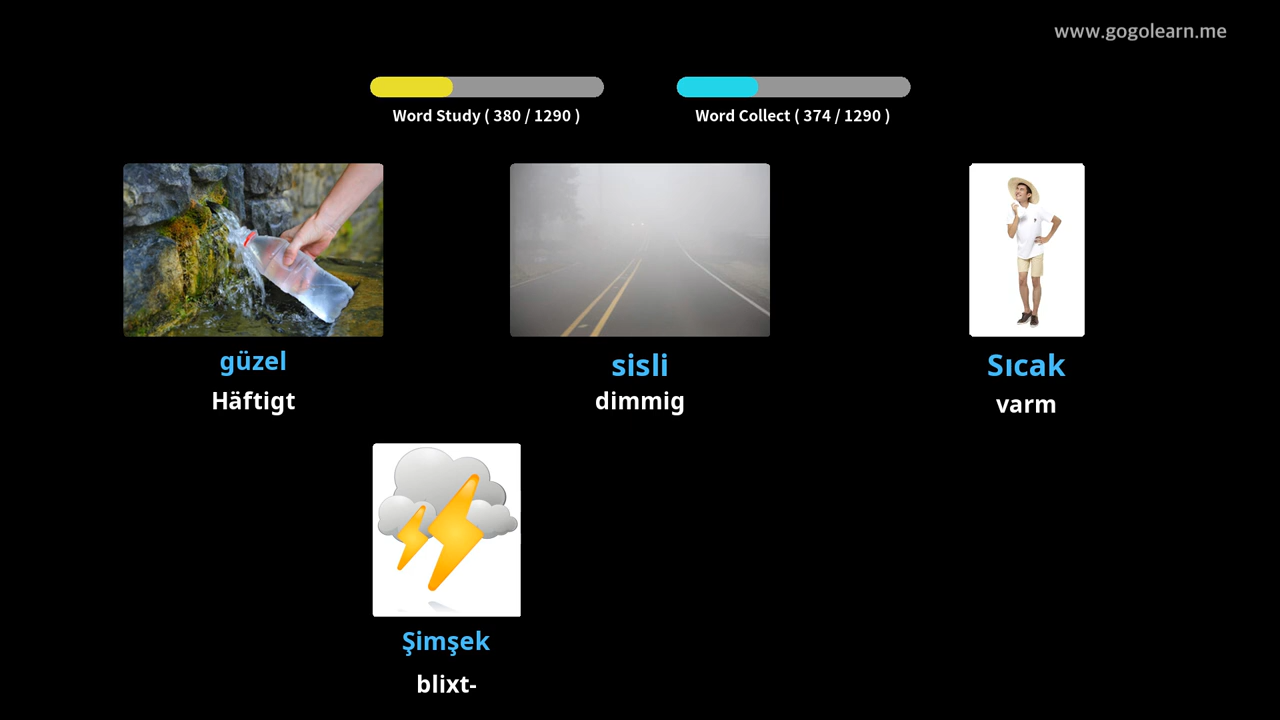 www.gogolearn.me
Word Study ( 380 / 1290 )
Word Collect ( 374 / 1290 )
güzel
Häftigt
sisli
dimmig
Sıcak
varm
Şimşek
blixt-